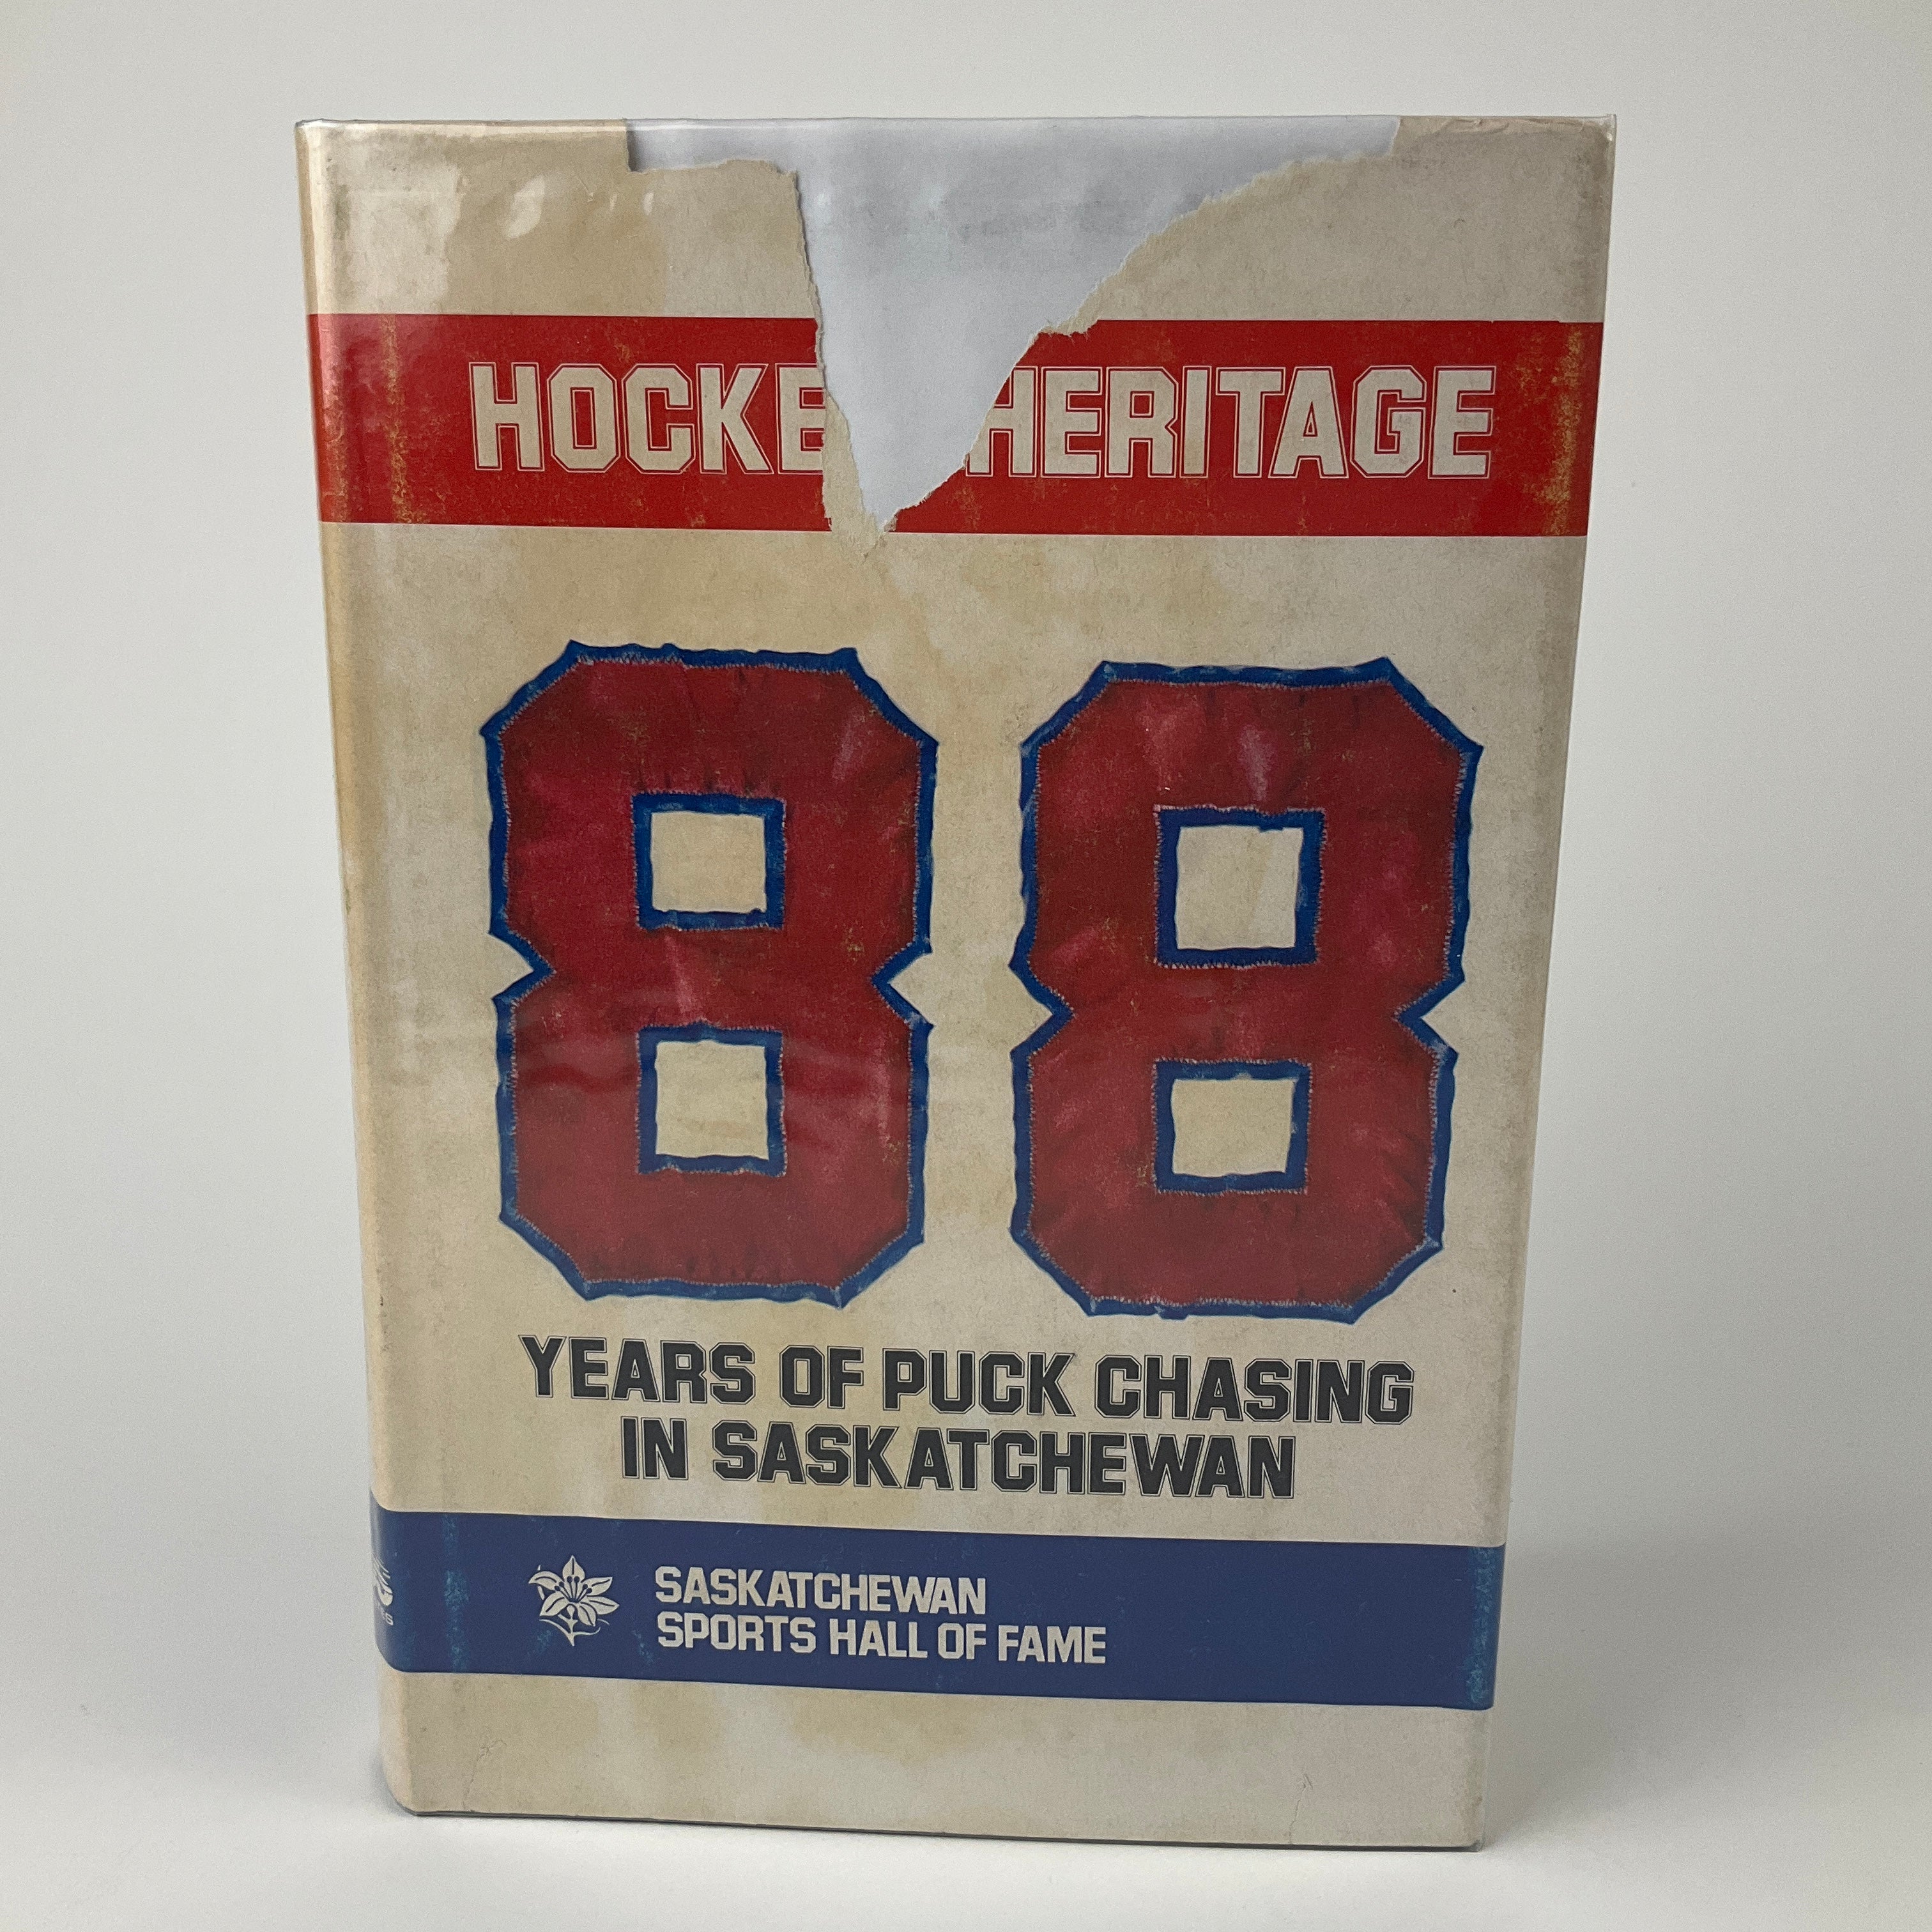 HOCKE HERITAGE
88
YEARS OF PUCK CHASING
IN SASKATCHEWAN
SASKATCHEWAN
SPORTS HALL OF FAME